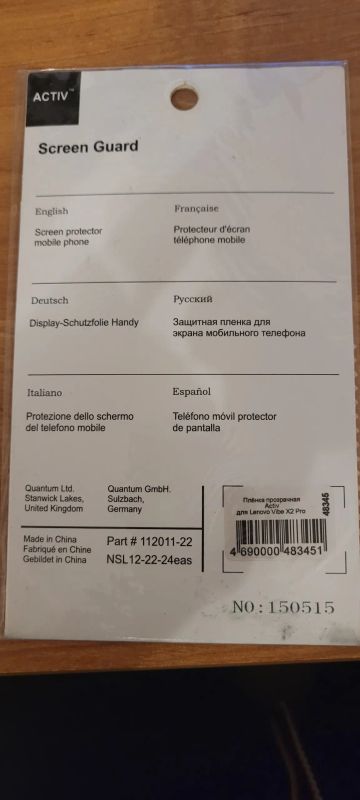 ACTIV™
Screen Guard
English
Screen protector
mobile phone
Française
Protecteur d'écran
téléphone mobile
Deutsch
Display-Schutzfolie Handy
Русский
Защитная пленка для
экрана мобильного телефона
Italiano
Protezione dello schermo
del telefono mobile
Español
Teléfono móvil protector
de pantalla
Quantum Ltd.
Stanwick Lakes,
United Kingdom
Quantum GmbH.
Sulzbach,
Germany
Made in China
Fabriqué en Chine
Gebildet in China
Part # 112011-22
NSL12-22-24eas
Плёнка прозрачная
Activ
для Lenovo Vibe X2 Pro
48345
4 690000 483451
NO:150515